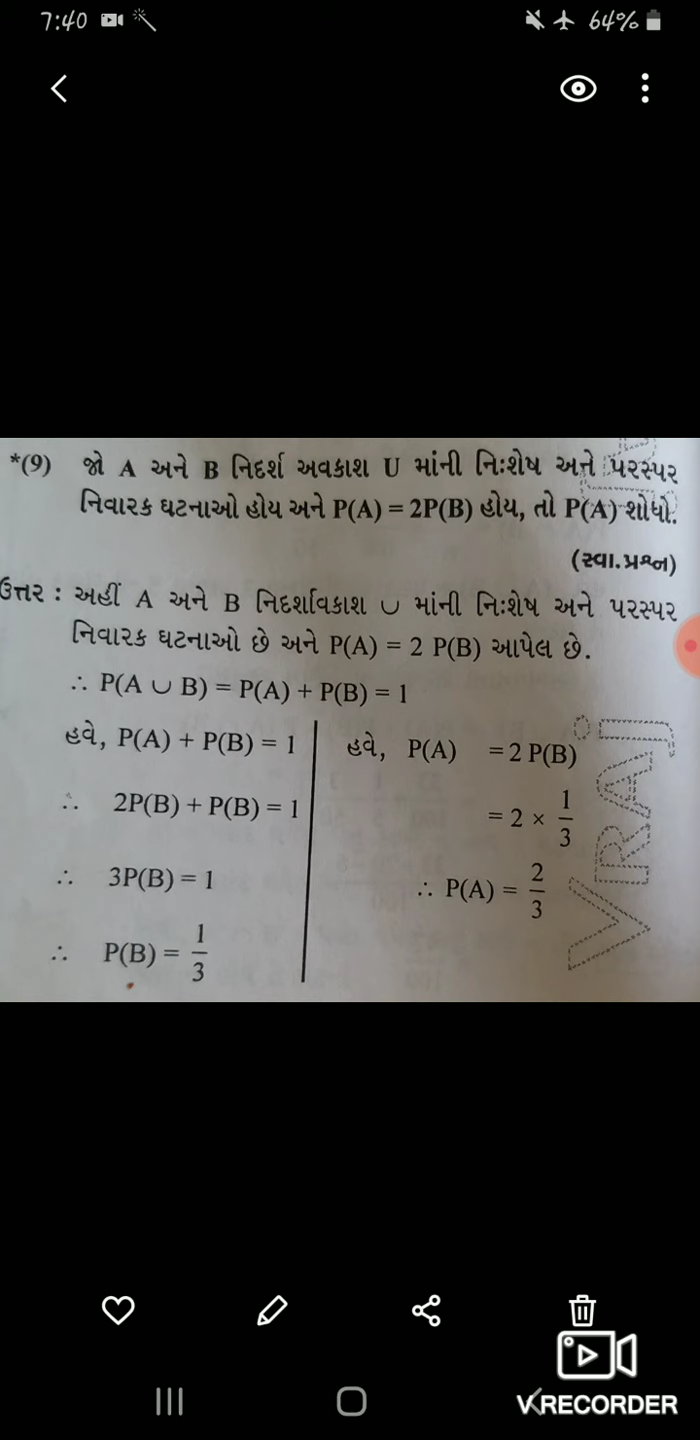 7:40 64%
*(9) જો A અને B નિદર્શ અવકાશ U માંની નિઃશેષ અને પરસ્પર
નિવારક ઘટનાઓ હોય અને P(A) = 2P(B) હોય, તો P(A) શોધો.
(સ્વા.પ્રશ્ન)
ઉત્તર : અહીં A અને B નિદર્શાવકાશ ∪ માંની નિઃશેષ અને પરસ્પર
નિવારક ઘટનાઓ છે અને P(A) = 2 P(B) આપેલ છે.
∴ P(A ∪ B) = P(A) + P(B) = 1
હવે, P(A) + P(B) = 1
∴ 2P(B) + P(B) = 1
∴ 3P(B) = 1
∴ P(B) = 1/3
હવે, P(A) = 2 P(B)
= 2 × 1/3
∴ P(A) = 2/3
VIRAJ
VRECORDER